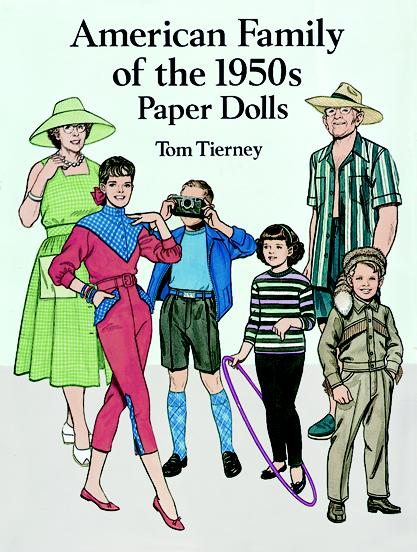 American Family
of the 1950s
Paper Dolls
Tom Tierney